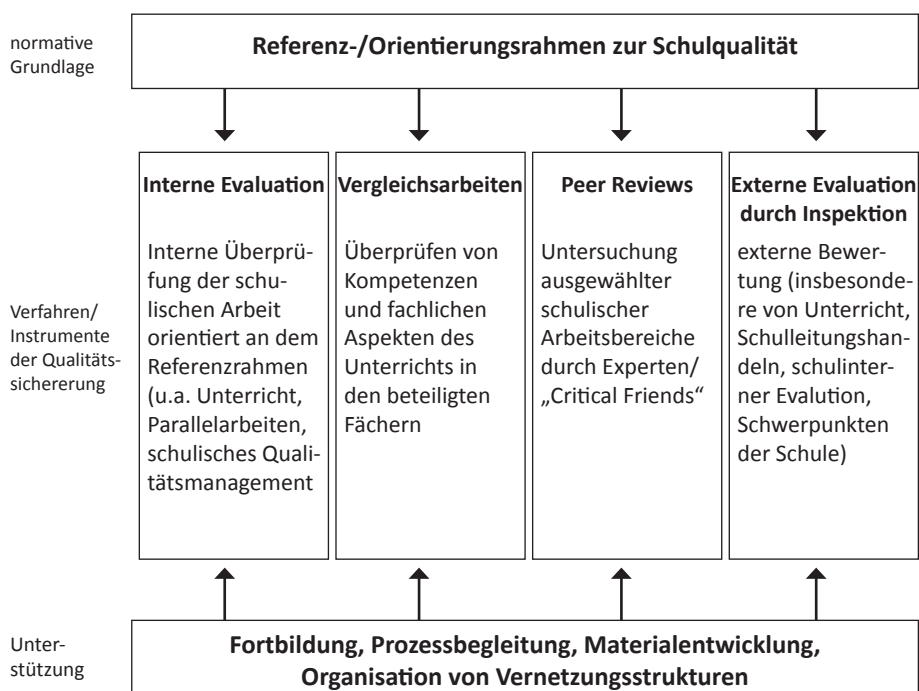 normative
Grundlage
Referenz-/Orientierungsrahmen zur Schulqualität
Verfahren/
Instrumente
der Qualitäts-
sichererung
Interne Evaluation
Interne Überprü-
fung der schu-
lischen Arbeit
orientiert an dem
Referenzrahmen
(u.a. Unterricht,
Parallelarbeiten,
schulisches Quali-
tätsmanagement
Vergleichsarbeiten
Überprüfen von
Kompetenzen
und fachlichen
Aspekten des
Unterrichts in
den beteiligten
Fächern
Peer Reviews
Untersuchung
ausgewählter
schulischer
Arbeitsbereiche
durch Experten/
„Critical Friends“
Externe Evaluation
durch Inspektion
externe Bewer-
tung (insbesonde-
re von Unterricht,
Schulleitungshan-
deln, schulinter-
ner Evalution,
Schwerpunkten
der Schule)
Unter-
stützung
Fortbildung, Prozessbegleitung, Materialentwicklung,
Organisation von Vernetzungsstrukturen